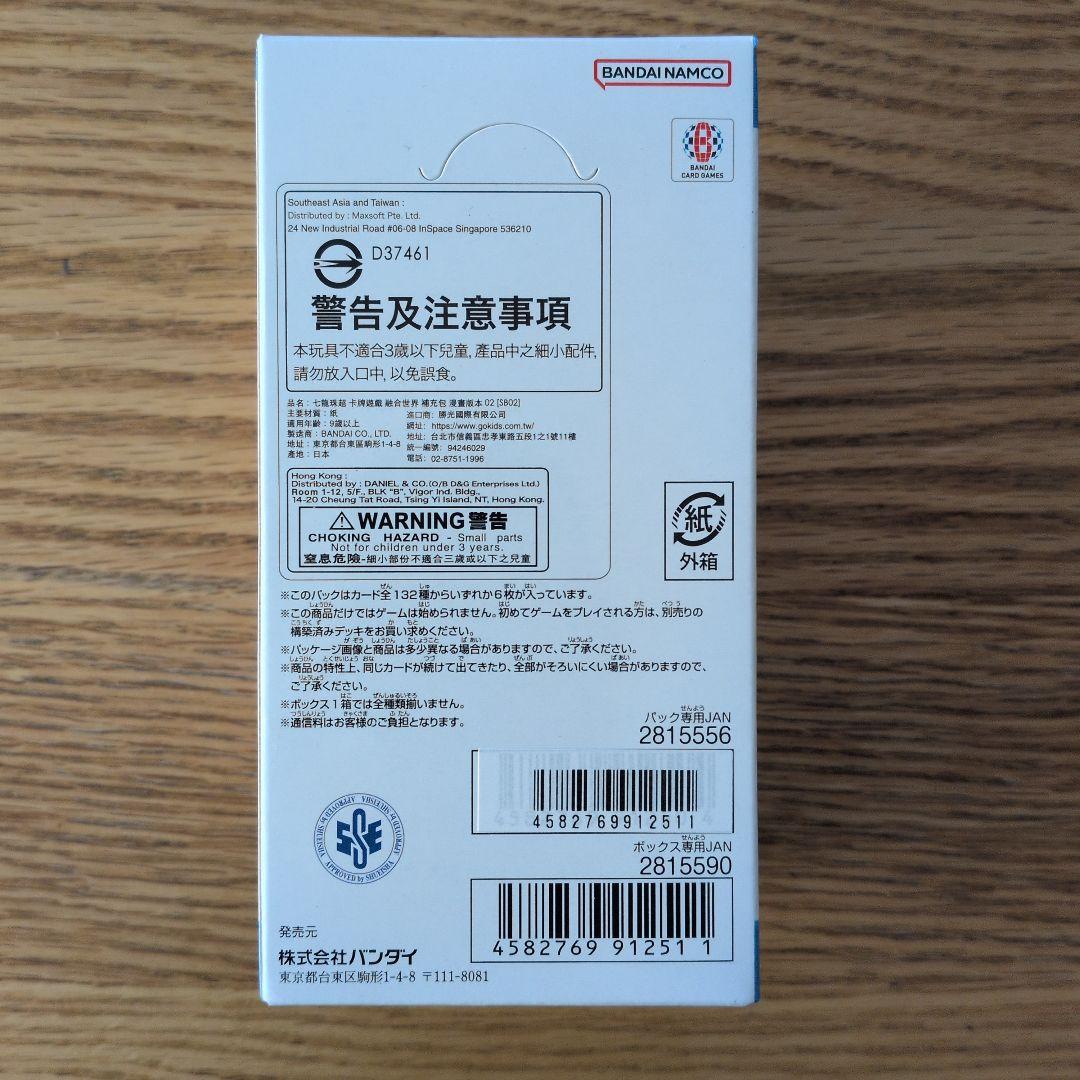 BANDAI NAMCO
BANDAI
CARD GAMES
Southeast Asia and Taiwan :
Distributed by : Maxsoft Pte. Ltd.
24 New Industrial Road #06-08 InSpace Singapore 536210
D37461
警告及注意事項
本玩具不適合3歲以下兒童, 產品中之細小配件,
請勿放入口中, 以免誤食。
品名：七龍珠超 卡牌遊戲 融合世界 補充包 漫畫版本 02 [SB02]
主要材質：紙
適用年齡：9歲以上
製造商：BANDAI CO., LTD.
地址：東京都台東區駒形1-4-8
產地：日本
進口商：勝光國際有限公司
網址：https://www.gokids.com.tw/
地址：台北市信義區忠孝東路五段1之1號11樓
統一編號：94246029
電話：02-8751-1996
Hong Kong :
Distributed by : DANIEL & CO.(O/B D&G Enterprises Ltd.)
Room 1-12, 5/F., BLK "B", Vigor Ind. Bldg.,
14-20 Cheung Tat Road, Tsing Yi Island, NT, Hong Kong.
WARNING 警告
CHOKING HAZARD - Small parts
Not for children under 3 years.
窒息危險-細小部份不適合三歲或以下之兒童
紙
外箱
※このパックはカード全132種からいずれか6枚が入っています。
※この商品だけではゲームは始められません。初めてゲームをプレイされる方は、別売りの
構築済みデッキをお買い求めください。
※パッケージ画像と商品は多少異なる場合がありますので、ご了承ください。
※商品の特性上、同じカードが続けて出てきたり、全部がそろいにくい場合がありますので、
ご了承ください。
※ボックス1箱では全種類揃いません。
※通信料はお客様のご負担となります。
パック専用JAN
2815556
4582769912511
ボックス専用JAN
2815590
4582769 912511
APPROVED by SHUEISHA
APPROVED by SHUEISHA
APPROVED by SHUEISHA
SSE
発売元
株式会社バンダイ
東京都台東区駒形1-4-8 〒111-8081